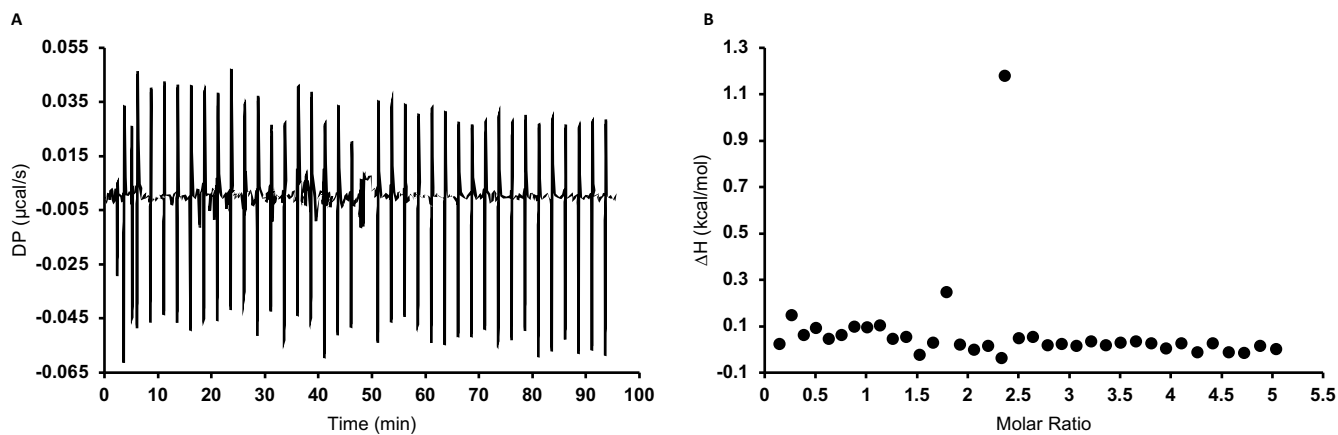 A
0.055
0.035
0.015
-0.005
-0.025
-0.045
-0.065
DP (µcal/s)
0 10 20 30 40 50 60 70 80 90 100
Time (min)
B
1.3
1.1
0.9
0.7
0.5
0.3
0.1
-0.1
ΔH (kcal/mol)
0 0.5 1 1.5 2 2.5 3 3.5 4 4.5 5 5.5
Molar Ratio